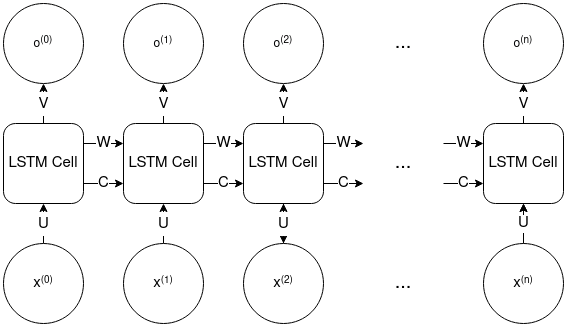 o(0) o(1) o(2) ... o(n)
V V V V
W W W W
LSTM Cell LSTM Cell LSTM Cell ... LSTM Cell
C C C C
U U U U
x(0) x(1) x(2) ... x(n)